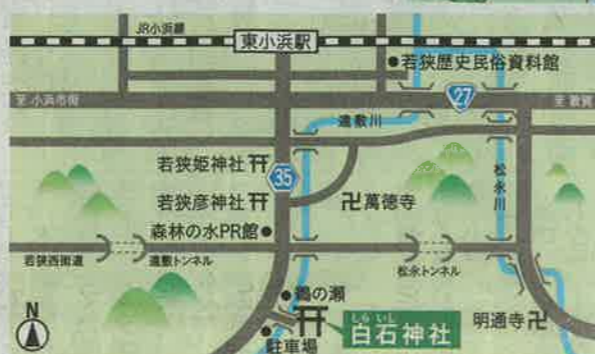 JR小浜線
東小浜駅
若狭歴史民俗資料館
至 小浜市街
27
至 敦賀
遠敷川
若狭姫神社
35
松永川
若狭彦神社
卍萬徳寺
森林の水PR館
若狭西街道
遠敷トンネル
松永トンネル
鵜の瀬
N
しらいし
白石神社
明通寺卍
駐車場